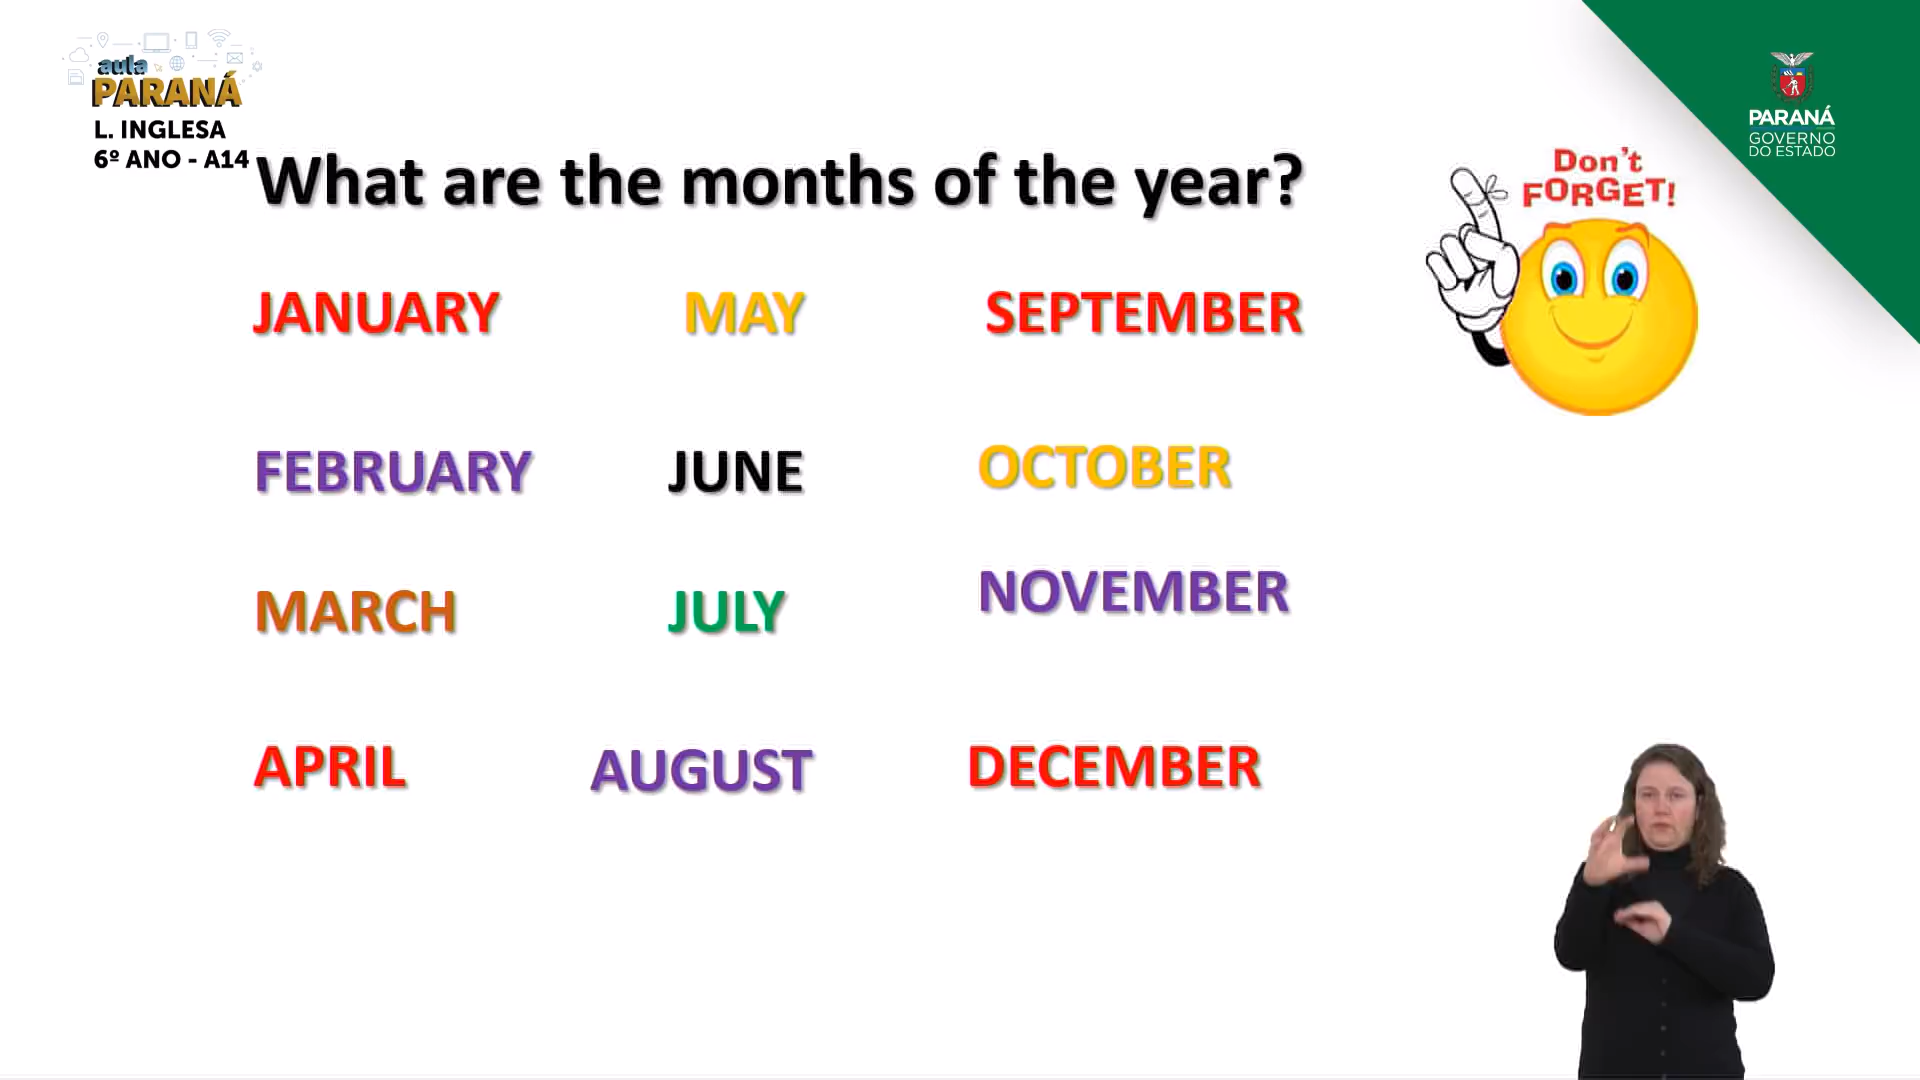 aula
PARANÁ
L. INGLESA
6º ANO - A14
What are the months of the year?
Don't
FORGET!
PARANÁ
GOVERNO
DO ESTADO
JANUARY
MAY
SEPTEMBER
FEBRUARY
JUNE
OCTOBER
MARCH
JULY
NOVEMBER
APRIL
AUGUST
DECEMBER